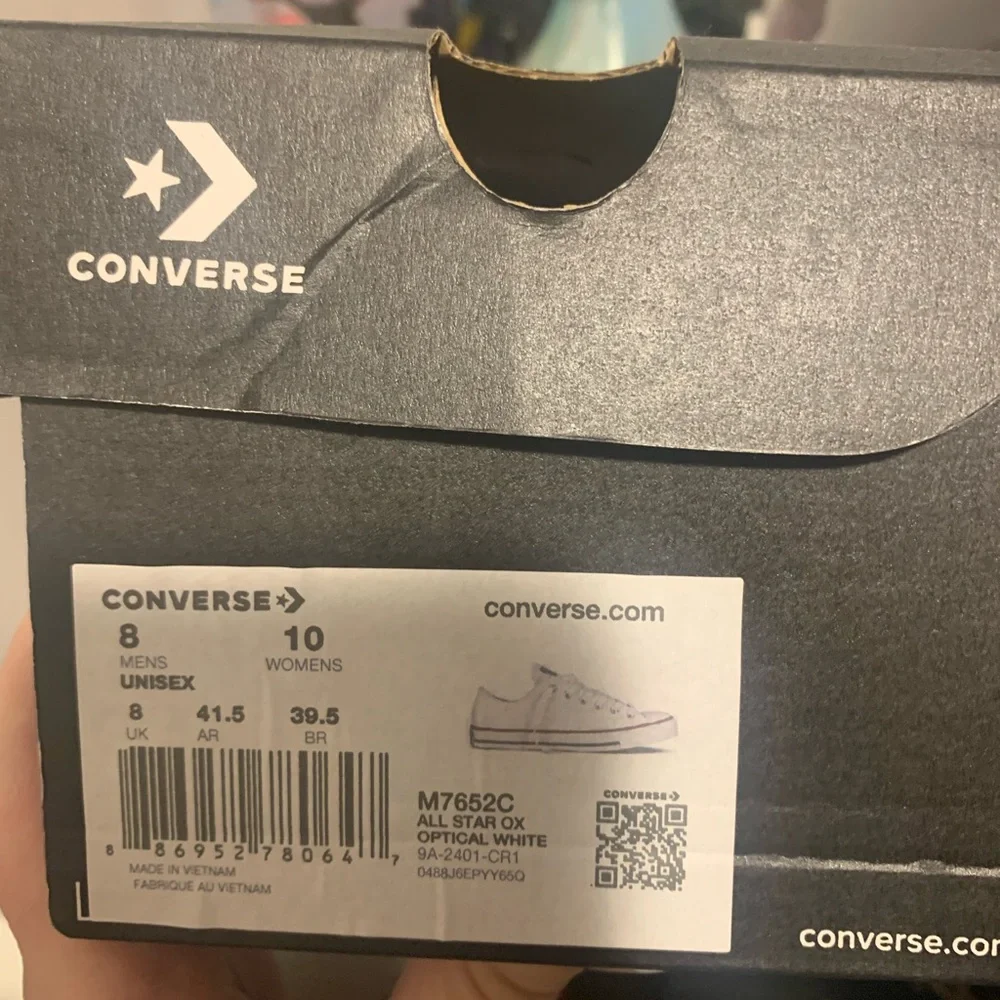 CONVERSE
CONVERSE
converse.com
8 10
MENS WOMENS
UNISEX
8 41.5 39.5
UK AR BR
8 86952 78064 7
MADE IN VIETNAM
FABRIQUE AU VIETNAM
M7652C
ALL STAR OX
OPTICAL WHITE
9A-2401-CR1
0488J6EPYY65Q
CONVERSE
converse.com